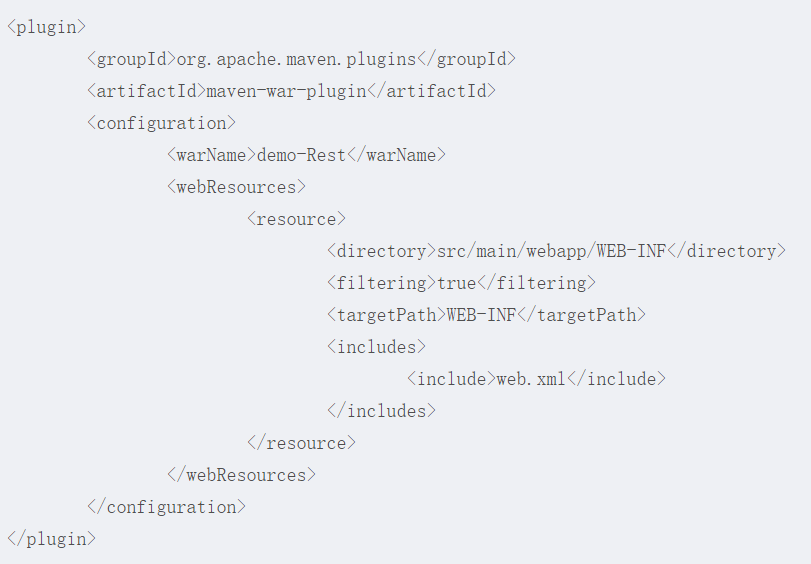 <plugin>
<groupId>org.apache.maven.plugins</groupId>
<artifactId>maven-war-plugin</artifactId>
<configuration>
<warName>demo-Rest</warName>
<webResources>
<resource>
<directory>src/main/webapp/WEB-INF</directory>
<filtering>true</filtering>
<targetPath>WEB-INF</targetPath>
<includes>
<include>web.xml</include>
</includes>
</resource>
</webResources>
</configuration>
</plugin>